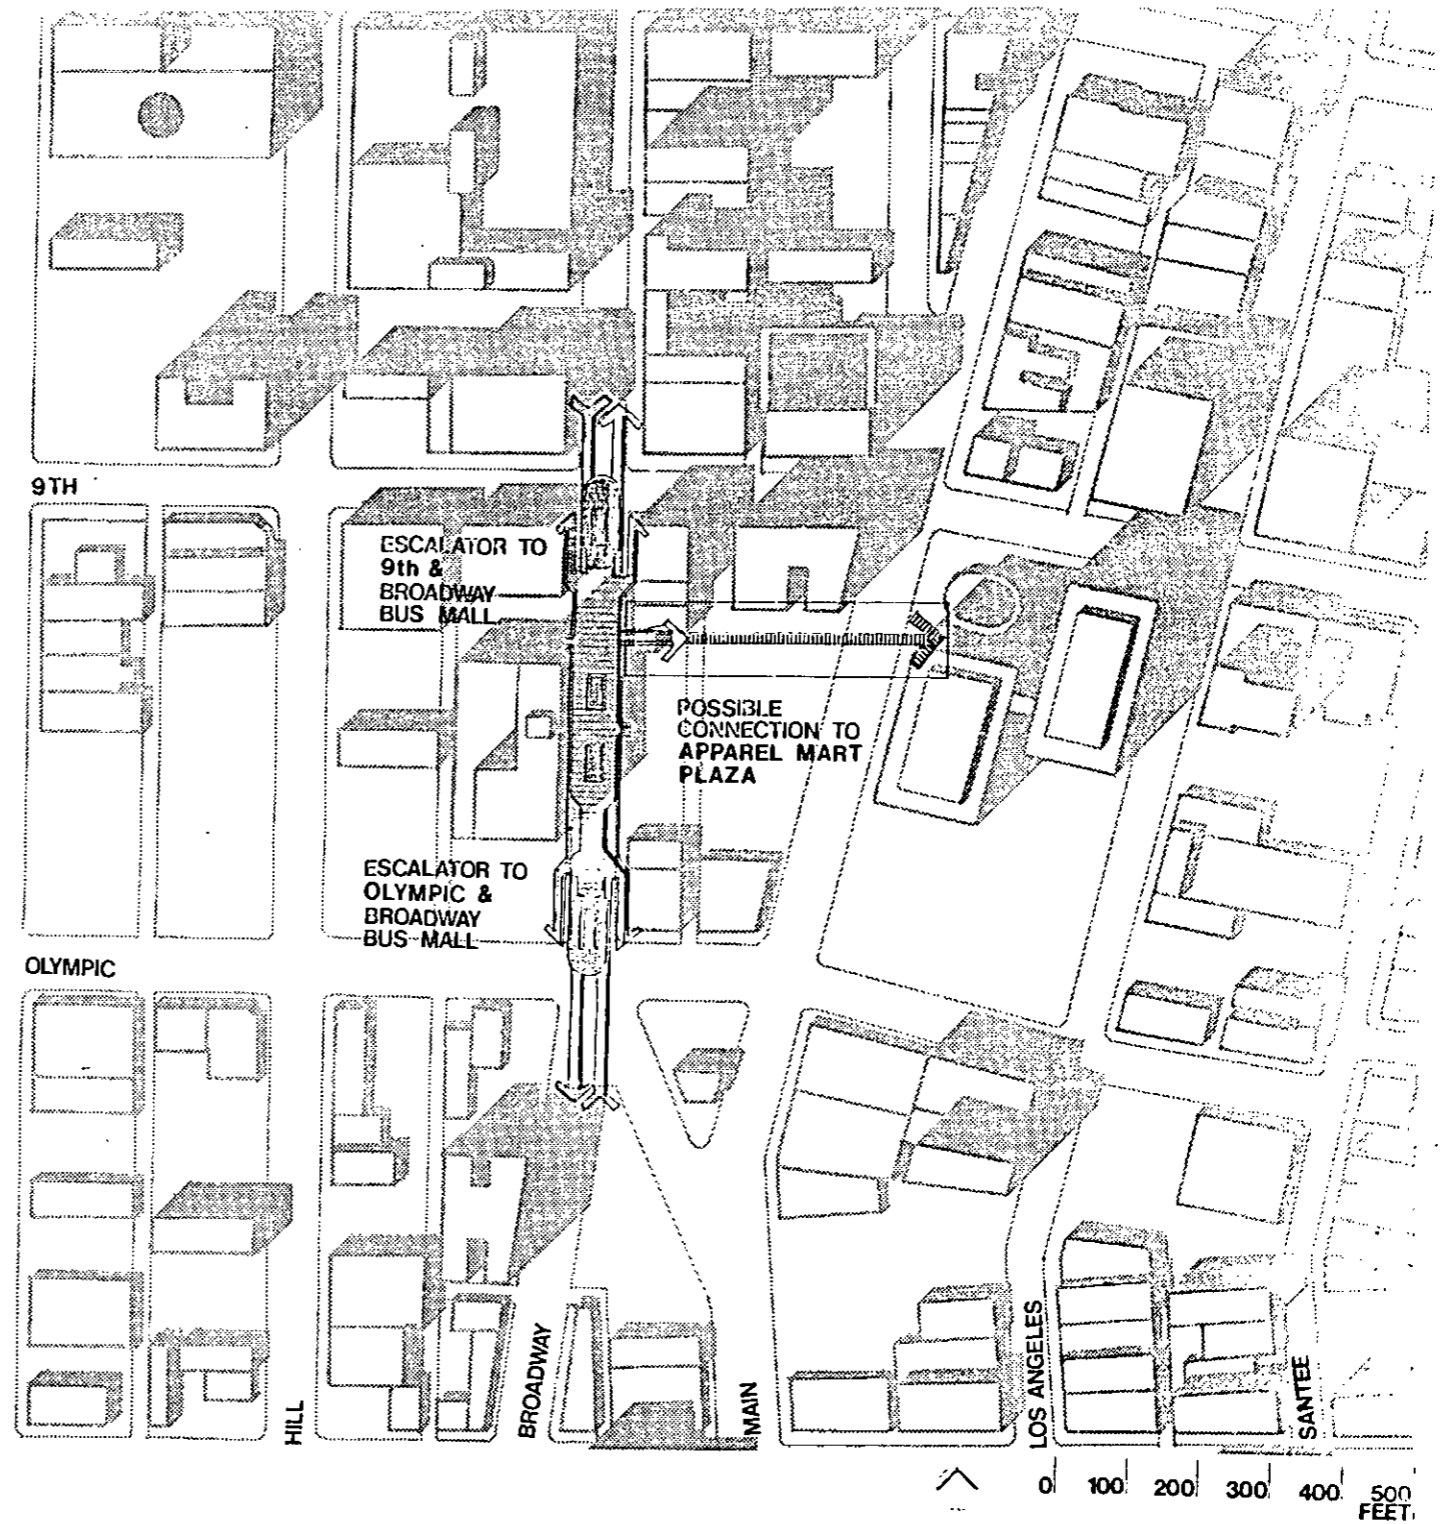 9TH
ESCALATOR TO
9th &
BROADWAY
BUS MALL
POSSIBLE
CONNECTION TO
APPAREL MART
PLAZA
ESCALATOR TO
OLYMPIC &
BROADWAY
BUS MALL
OLYMPIC
HILL
BROADWAY
MAIN
LOS ANGELES
SANTEE
0 100 200 300 400 500
FEET